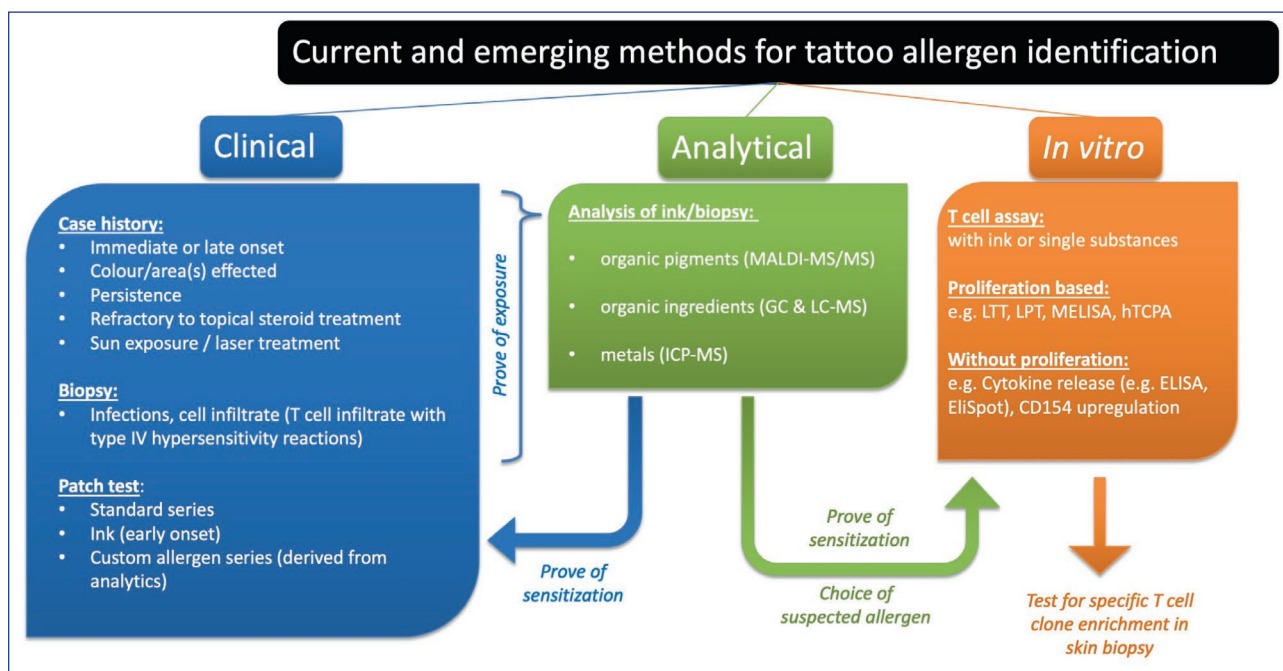 Current and emerging methods for tattoo allergen identification
Clinical
Case history:
• Immediate or late onset
• Colour/area(s) effected
• Persistence
• Refractory to topical steroid treatment
• Sun exposure / laser treatment
Biopsy:
• Infections, cell infiltrate (T cell infiltrate with
type IV hypersensitivity reactions)
Patch test:
• Standard series
• Ink (early onset)
• Custom allergen series (derived from
analytics)
Prove of exposure
Analytical
Analysis of ink/biopsy:
• organic pigments (MALDI-MS/MS)
• organic ingredients (GC & LC-MS)
• metals (ICP-MS)
Prove of
sensitization
Prove of
sensitization
Choice of
suspected allergen
In vitro
T cell assay:
with ink or single substances
Proliferation based:
e.g. LTT, LPT, MELISA, hTCPA
Without proliferation:
e.g. Cytokine release (e.g. ELISA,
EliSpot), CD154 upregulation
Test for specific T cell
clone enrichment in
skin biopsy